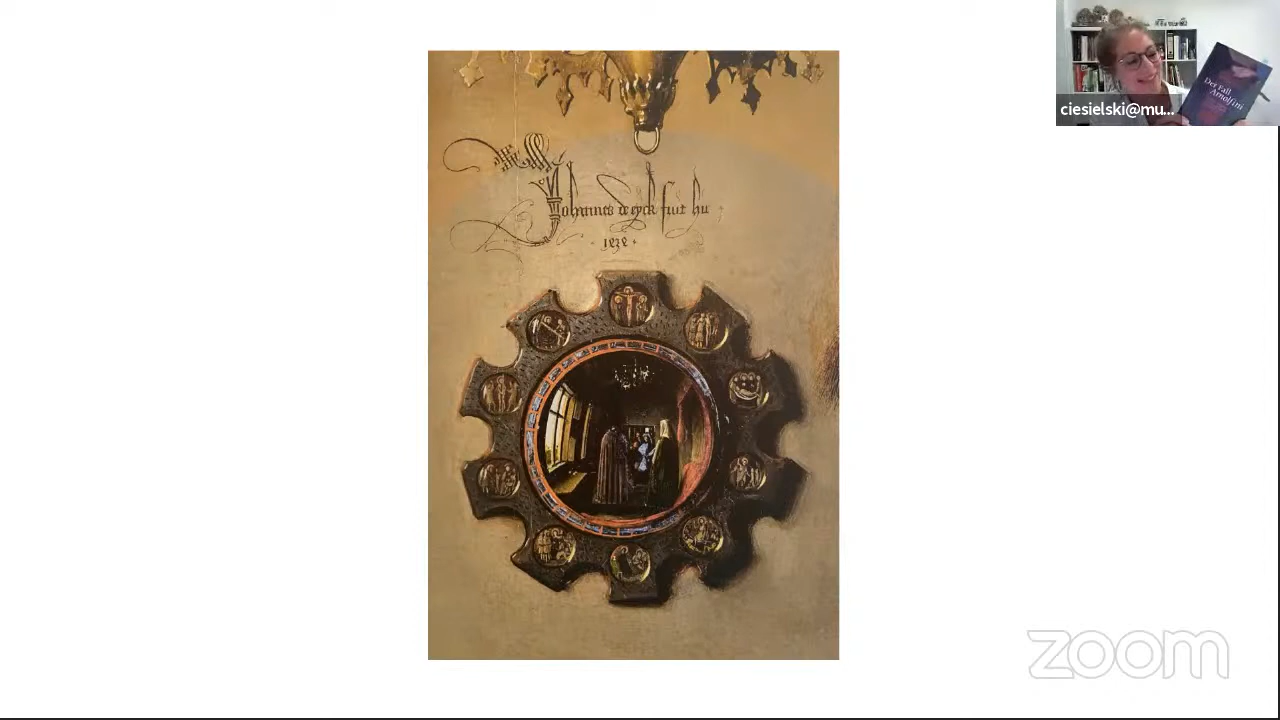 Johannes de eyck fuit hic
1434
ciesielski@mu...
Der Fall
Arnolfini
zoom